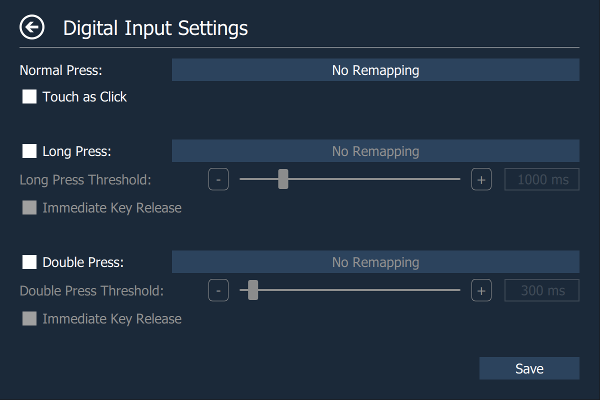 Digital Input Settings
Normal Press: No Remapping
Touch as Click
Long Press: No Remapping
Long Press Threshold: - + 1000 ms
Immediate Key Release
Double Press: No Remapping
Double Press Threshold: - + 300 ms
Immediate Key Release
Save